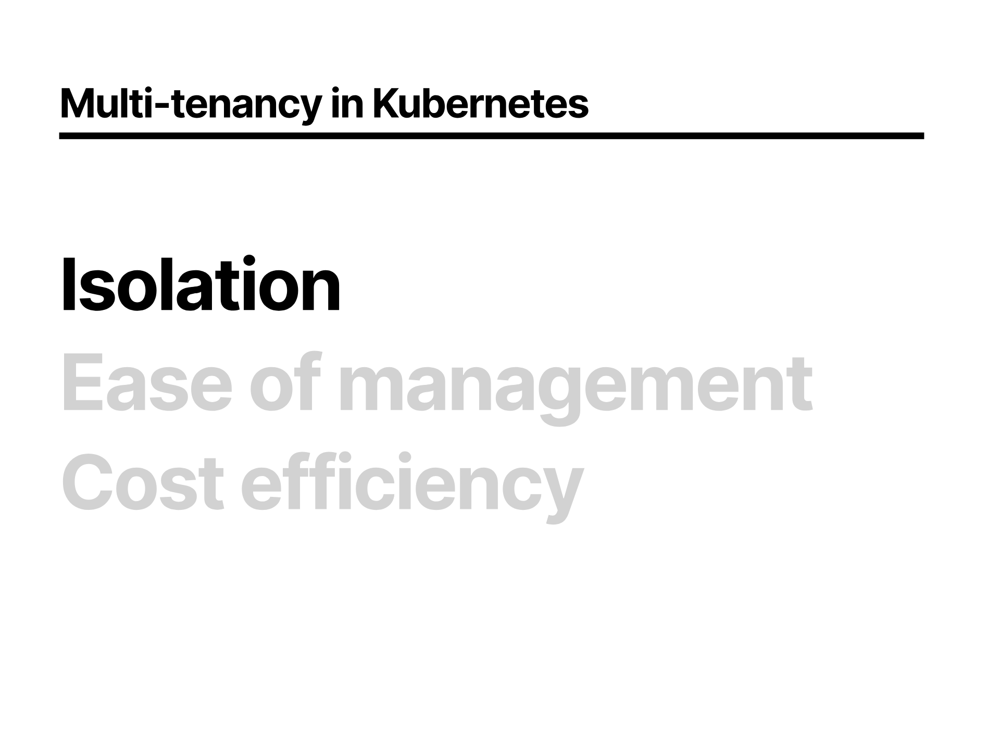 Multi-tenancy in Kubernetes
Isolation
Ease of management
Cost efficiency